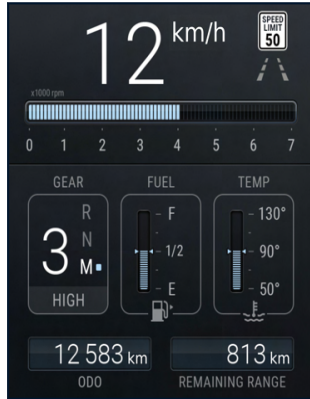 12 km/h
SPEED
LIMIT
50
x1000 rpm
0 1 2 3 4 5 6 7
GEAR FUEL TEMP
R
3 N
M
HIGH
F
1/2
E
130°
90°
50°
12 583 km 813 km
ODO REMAINING RANGE